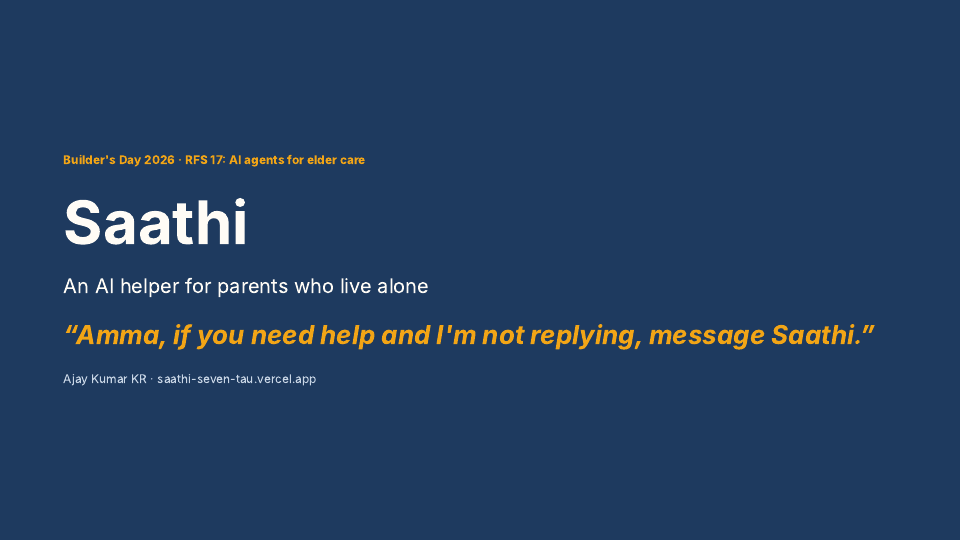 Builder's Day 2026 · RFS 17: AI agents for elder care
Saathi
An AI helper for parents who live alone
“Amma, if you need help and I'm not replying, message Saathi.”
Ajay Kumar KR · saathi-seven-tau.vercel.app